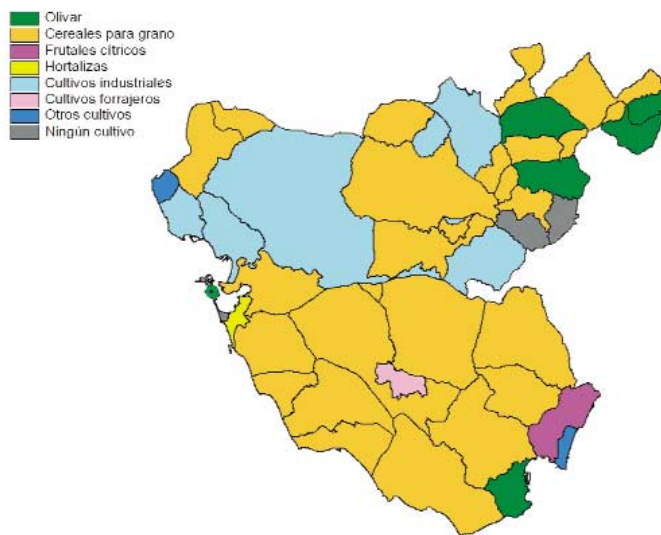 Olivar
Cereales para grano
Frutales cítricos
Hortalizas
Cultivos industriales
Cultivos forrajeros
Otros cultivos
Ningún cultivo